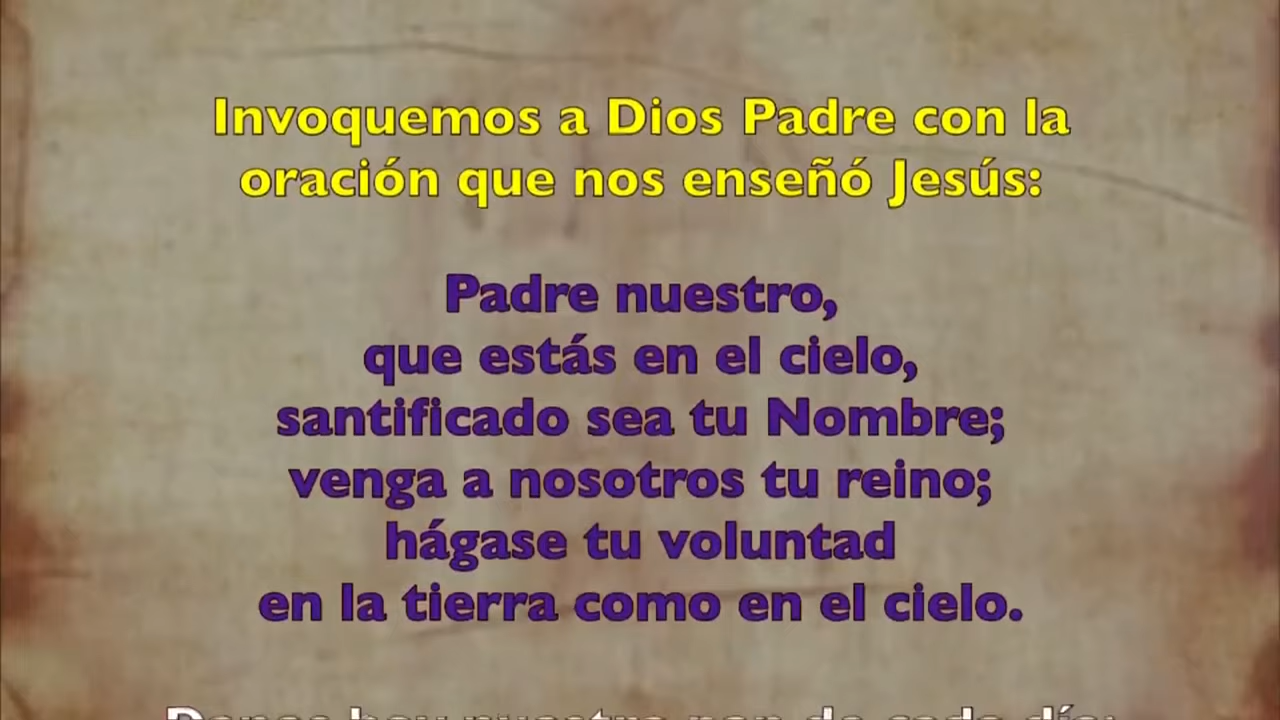 Invoquemos a Dios Padre con la
oración que nos enseñó Jesús:
Padre nuestro,
que estás en el cielo,
santificado sea tu Nombre;
venga a nosotros tu reino;
hágase tu voluntad
en la tierra como en el cielo.
Danos hoy nuestro pan de cada día;